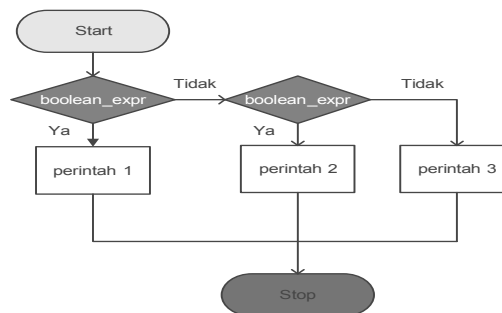 Start
boolean_expr
Tidak
boolean_expr
Tidak
Ya
Ya
perintah 1
perintah 2
perintah 3
Stop